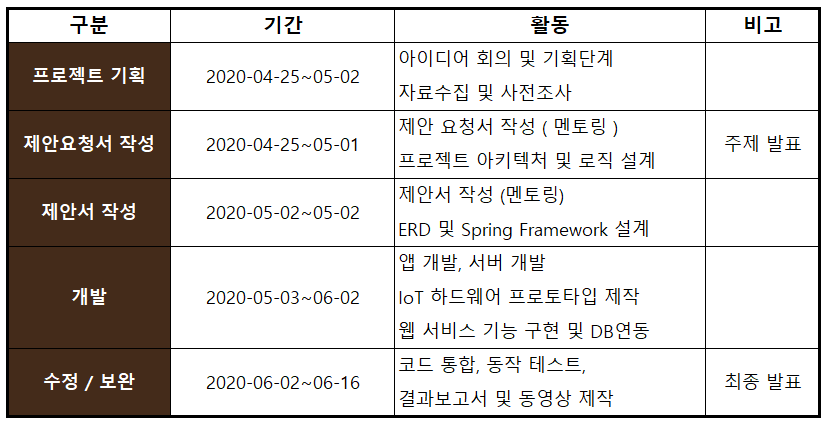 구분 기간 활동 비고
프로젝트 기획 2020-04-25~05-02 아이디어 회의 및 기획단계
자료수집 및 사전조사
제안요청서 작성 2020-04-25~05-01 제안 요청서 작성 ( 멘토링 )
프로젝트 아키텍처 및 로직 설계 주제 발표
제안서 작성 2020-05-02~05-02 제안서 작성 (멘토링)
ERD 및 Spring Framework 설계
개발 2020-05-03~06-02 앱 개발, 서버 개발
IoT 하드웨어 프로토타입 제작
웹 서비스 기능 구현 및 DB연동
수정 / 보완 2020-06-02~06-16 코드 통합, 동작 테스트,
결과보고서 및 동영상 제작 최종 발표